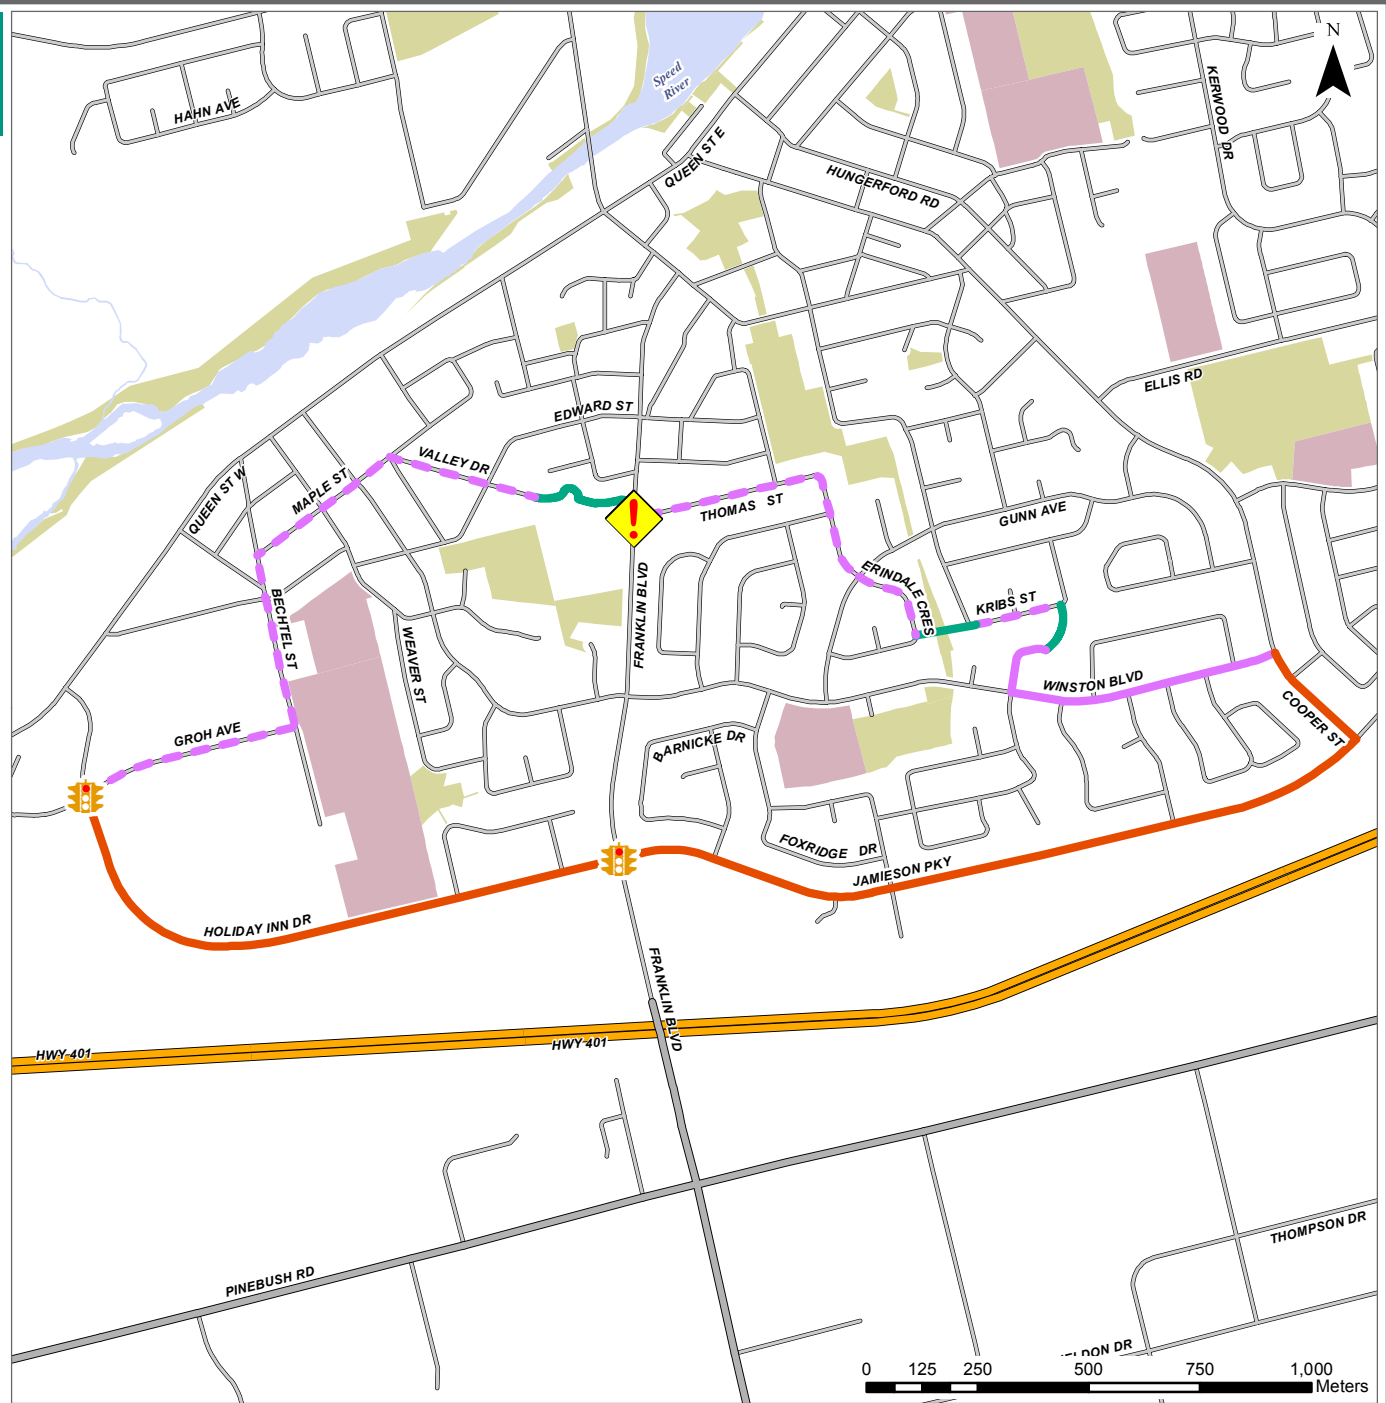 N
Speed
River
KERWOOD DR
HAHN AVE
QUEEN ST E
HUNGERFORD RD
ELLIS RD
EDWARD ST
VALLEY DR
MAPLE ST
QUEEN ST W
THOMAS ST
GUNN AVE
ERINDALE CRES
KRIBS ST
BECHTEL ST
WEAVER ST
FRANKLIN BLVD
WINSTON BLVD
COOPER ST
GROH AVE
BARNICKE DR
FOXRIDGE DR
JAMIESON PKY
HOLIDAY INN DR
FRANKLIN BLVD
HWY 401
HWY 401
PINEBUSH RD
THOMPSON DR
ELDON DR
0 125 250 500 750 1,000
Meters